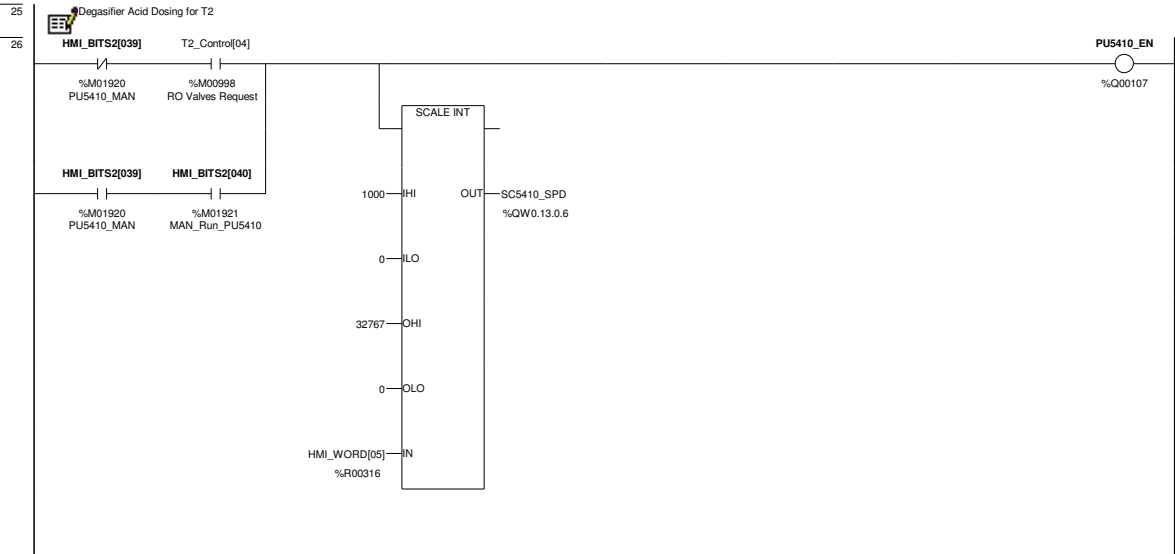 25
Degasifier Acid Dosing for T2
26
HMI_BITS2[039] T2_Control[04] PU5410_EN
%M01920 %M00998 %Q00107
PU5410_MAN RO Valves Request
SCALE INT
HMI_BITS2[039] HMI_BITS2[040]
1000 IHI OUT SC5410_SPD
%M01920 %M01921 %QW0.13.0.6
PU5410_MAN MAN_Run_PU5410
0 ILO
32767 OHI
0 OLO
HMI_WORD[05] IN
%R00316